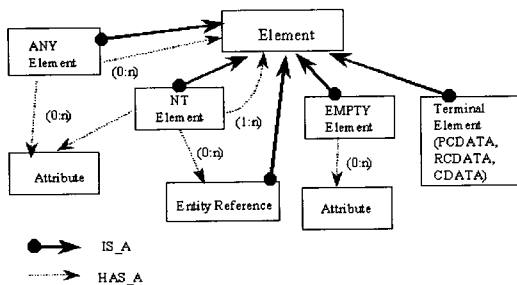 Element
ANY
Element
(0:n)
(0:n)
NT
Element
(1:n)
EMPTY
Element
Terminal
Element
(PCDATA,
RCDATA,
CDATA)
(0:n)
(0:n)
Attribute
Entity Reference
Attribute
IS_A
HAS_A